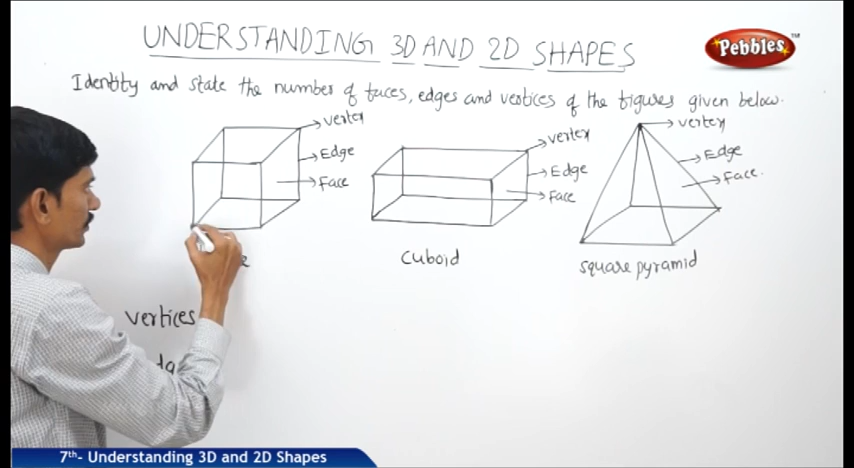 UNDERSTANDING 3D AND 2D SHAPES
Pebbles™
Identity and state the number of faces, edges and vertices of the figures given below.
vertex
Edge
Face
vertex
Edge
Face
vertex
Edge
Face.
cuboid
square pyramid
vertices
7th- Understanding 3D and 2D Shapes